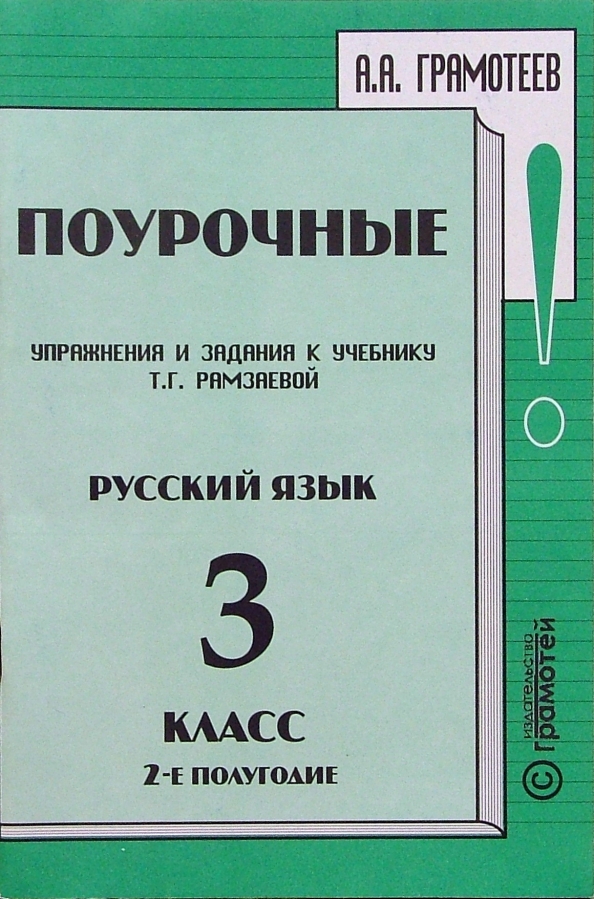 А.А. ГРАМОТЕЕВ
!
ПОУРОЧНЫЕ
УПРАЖНЕНИЯ И ЗАДАНИЯ К УЧЕБНИКУ
Т.Г. РАМЗАЕВОЙ
РУССКИЙ ЯЗЫК
3
КЛАСС
2-Е ПОЛУГОДИЕ
© издательство
Грамотей